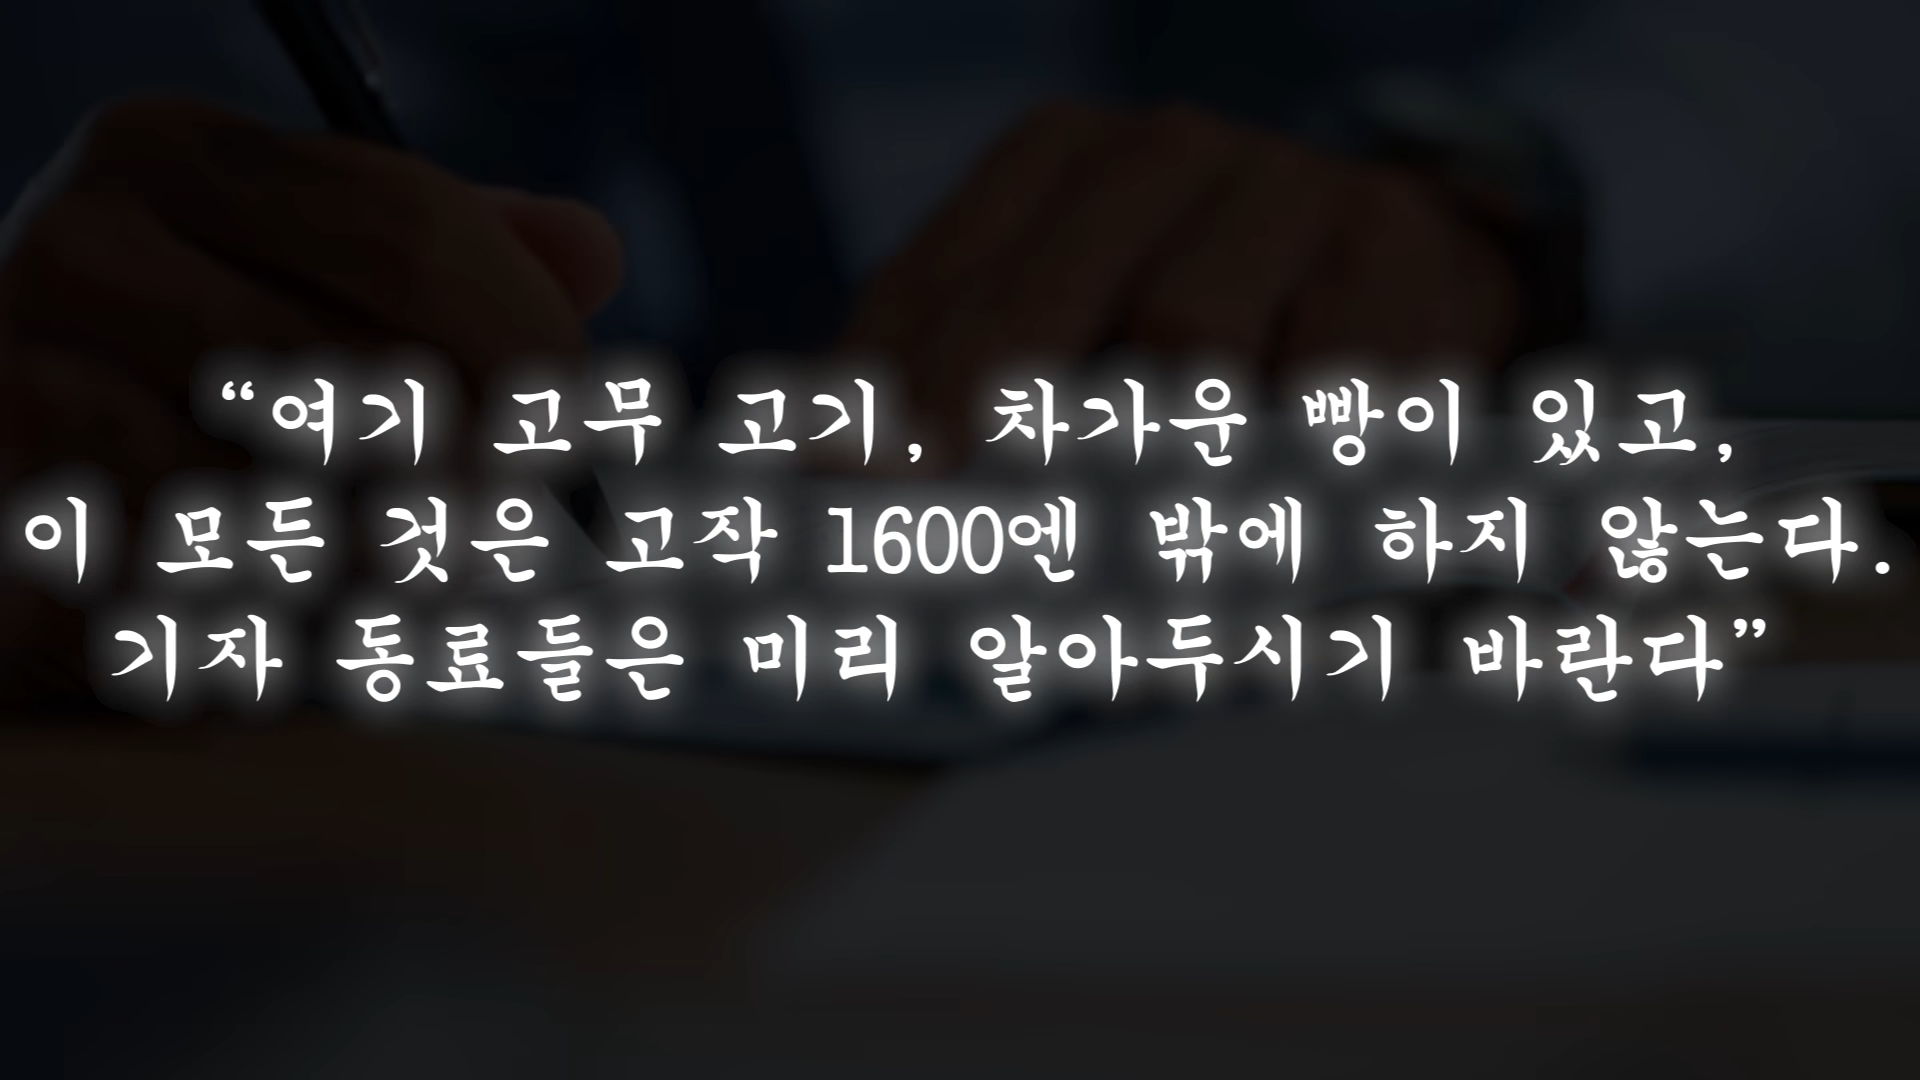 “여기 고무 고기, 차가운 빵이 있고,
이 모든 것은 고작 1600엔 밖에 하지 않는다.
기자 동료들은 미리 알아두시기 바란다”